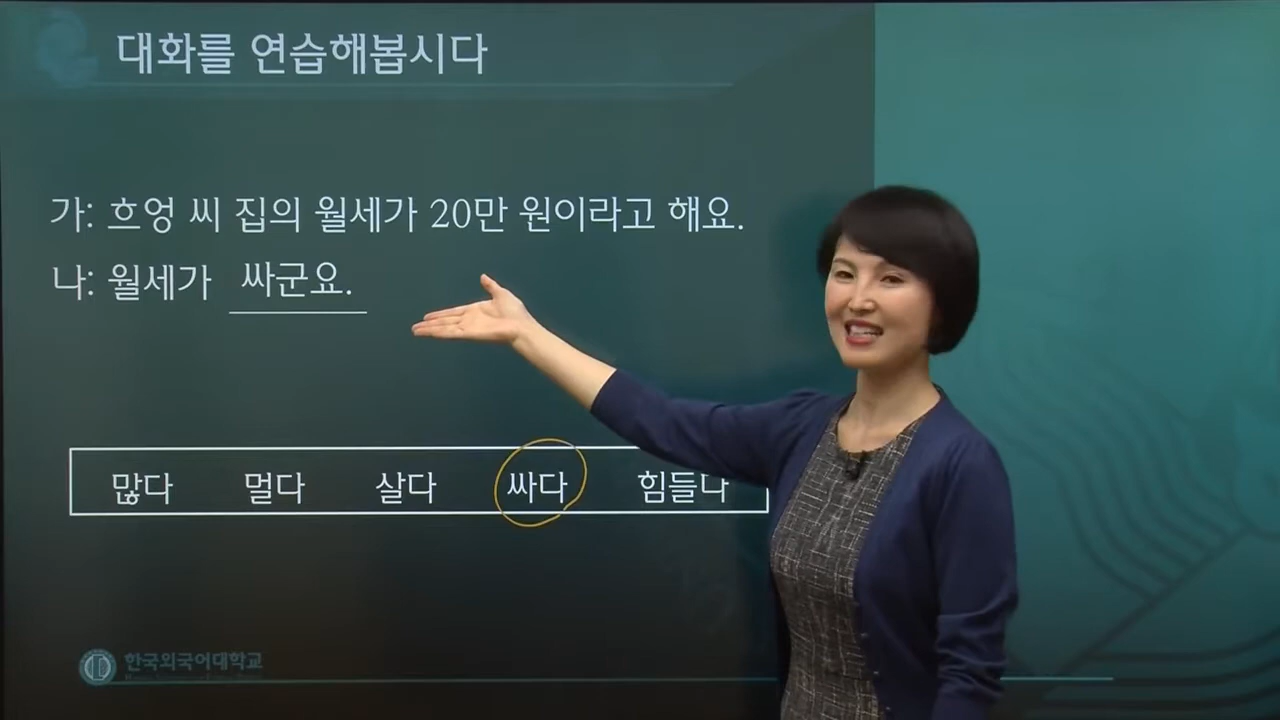 대화를 연습해봅시다
가: 흐엉 씨 집의 월세가 20만 원이라고 해요.
나: 월세가 싸군요.
많다 멀다 살다 싸다 힘들다
한국외국어대학교